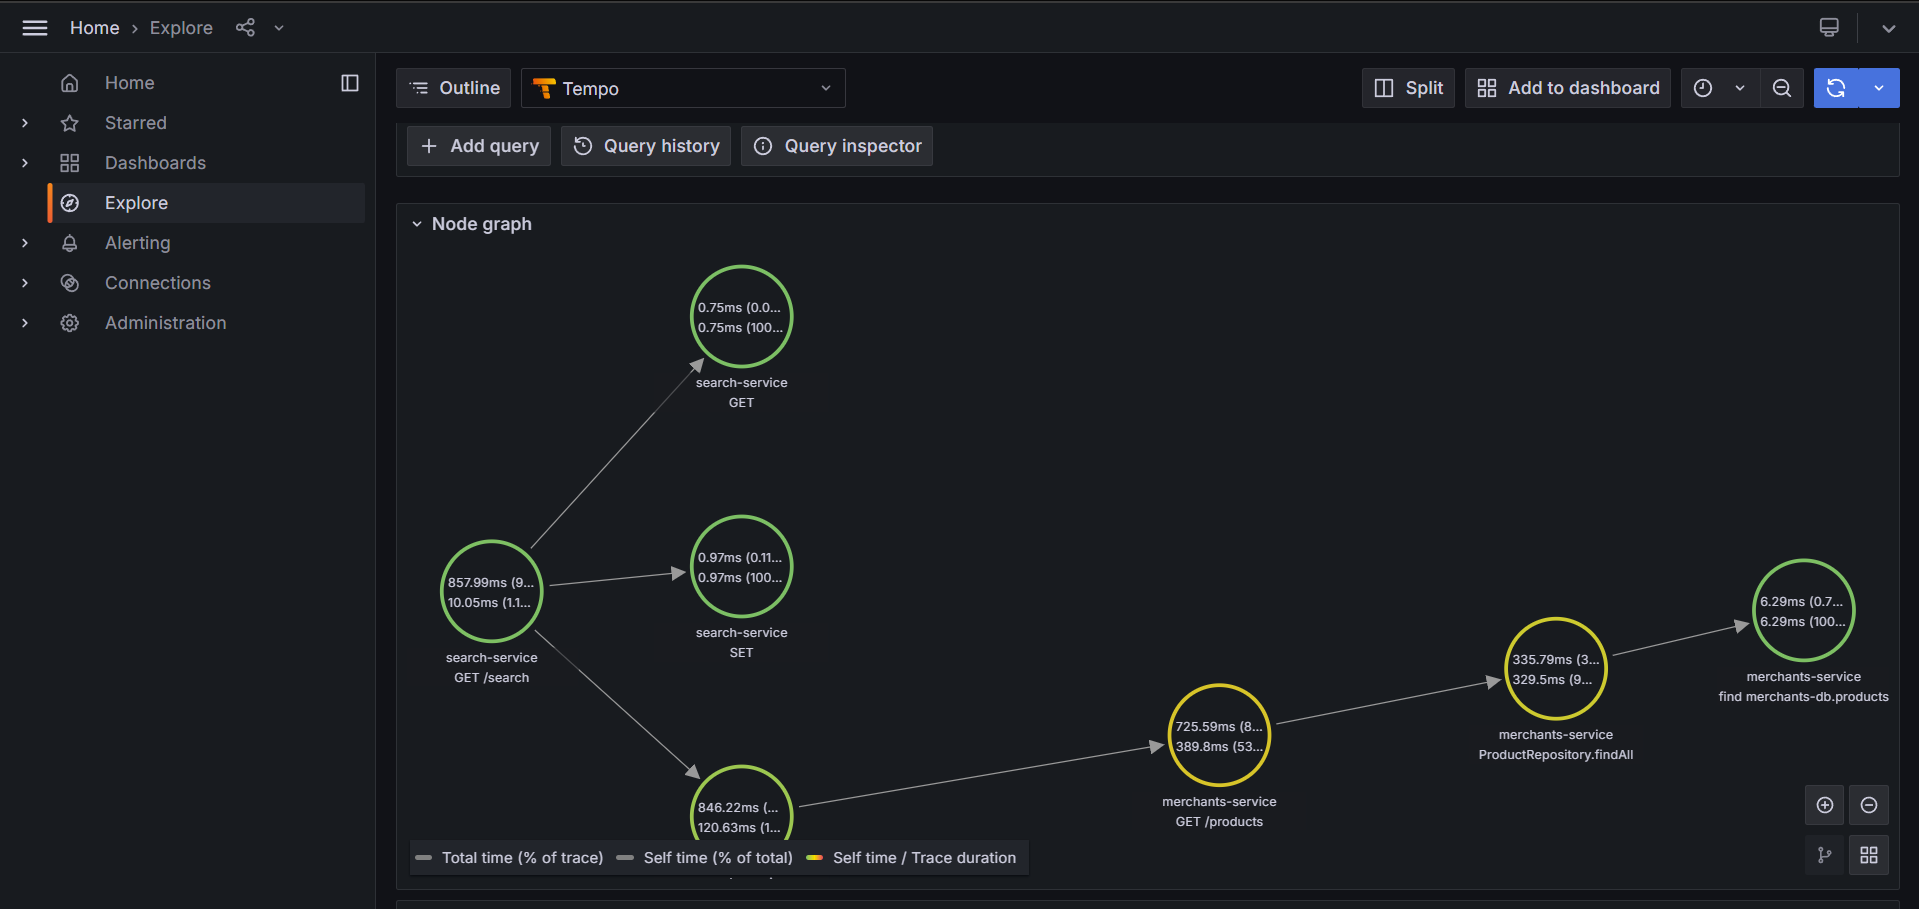 Home › Explore
Home
Starred
Dashboards
Explore
Alerting
Connections
Administration
Outline
Tempo
Split
Add to dashboard
Add query
Query history
Query inspector
Node graph
0.75ms (0.0...
0.75ms (100...
search-service
GET
0.97ms (0.11...
0.97ms (100...
search-service
SET
857.99ms (9...
10.05ms (1.1...
search-service
GET /search
846.22ms (...
120.63ms (1...
725.59ms (8...
389.8ms (53...
merchants-service
GET /products
335.79ms (3...
329.5ms (9...
merchants-service
ProductRepository.findAll
6.29ms (0.7...
6.29ms (100...
merchants-service
find merchants-db.products
Total time (% of trace)
Self time (% of total)
Self time / Trace duration